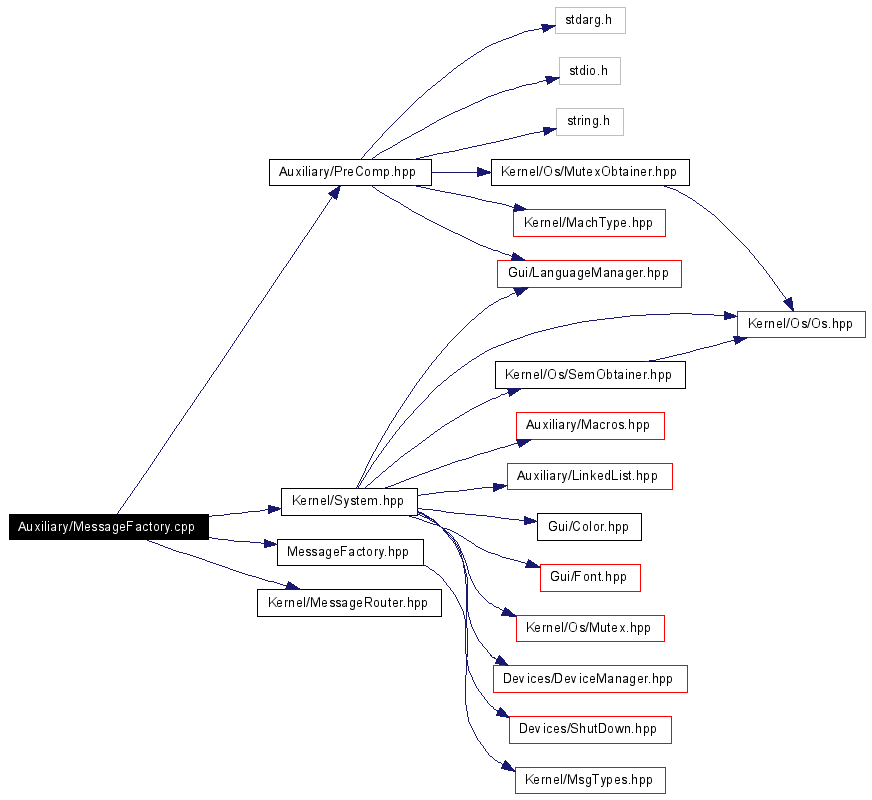 stdarg.h
stdio.h
string.h
Auxiliary/PreComp.hpp
Kernel/Os/MutexObtainer.hpp
Kernel/MachType.hpp
Gui/LanguageManager.hpp
Kernel/Os/Os.hpp
Kernel/Os/SemObtainer.hpp
Auxiliary/Macros.hpp
Auxiliary/LinkedList.hpp
Kernel/System.hpp
Auxiliary/MessageFactory.cpp
Gui/Color.hpp
MessageFactory.hpp
Gui/Font.hpp
Kernel/MessageRouter.hpp
Kernel/Os/Mutex.hpp
Devices/DeviceManager.hpp
Devices/ShutDown.hpp
Kernel/MsgTypes.hpp